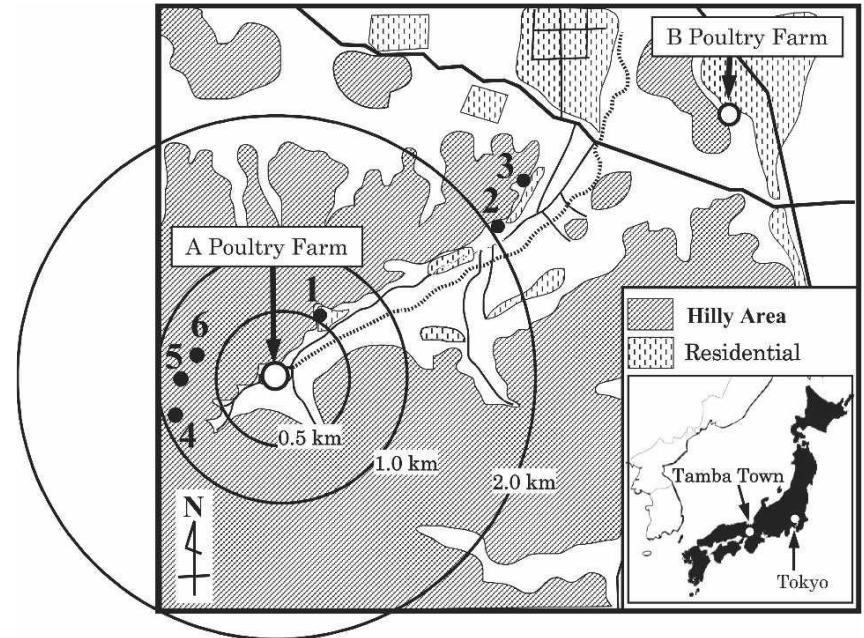 B Poultry Farm
3
2
A Poultry Farm
1
6
5
4
0.5 km
1.0 km
2.0 km
N
Hilly Area
Residential
Tamba Town
Tokyo